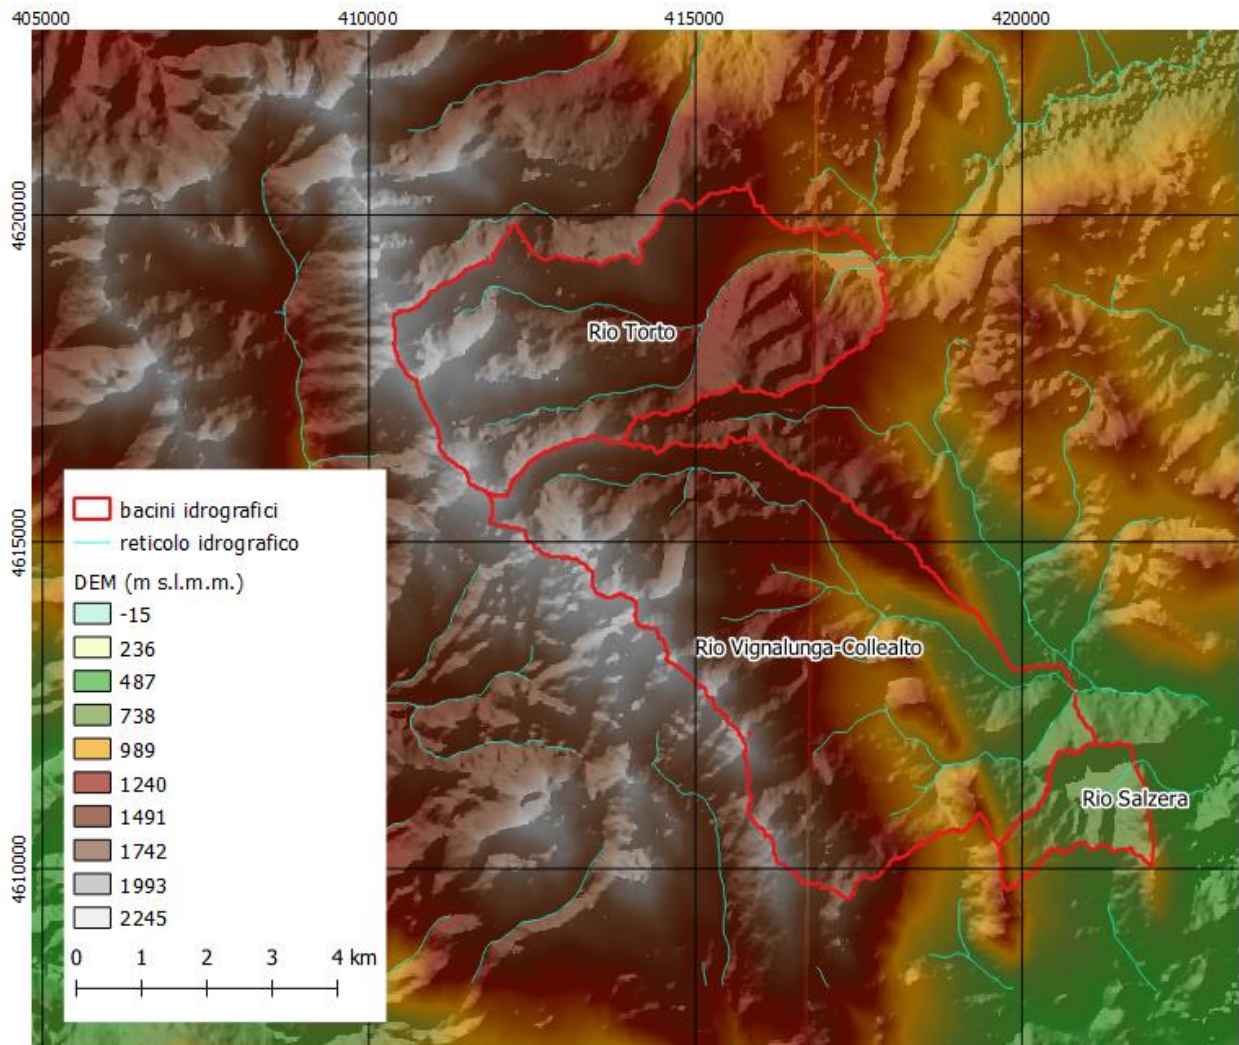 405000 410000 415000 420000
4620000
Rio Torto
bacini idrografici
reticolo idrografico
4615000
DEM (m s.l.m.m.)
-15
236
Rio Vignalunga-Collealto
487
738
989
1240
Rio Salzera
1491
1742
4610000
1993
2245
0 1 2 3 4 km